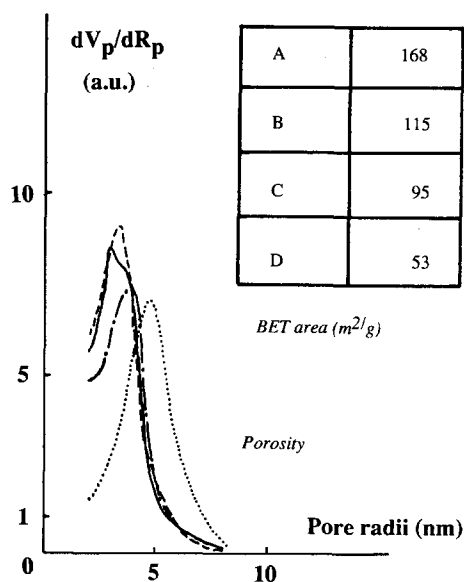 dVp/dRp
(a.u.)
A 168
B 115
C 95
D 53
BET area (m²/g)
Porosity
10
5
1
0
5
10
Pore radii (nm)